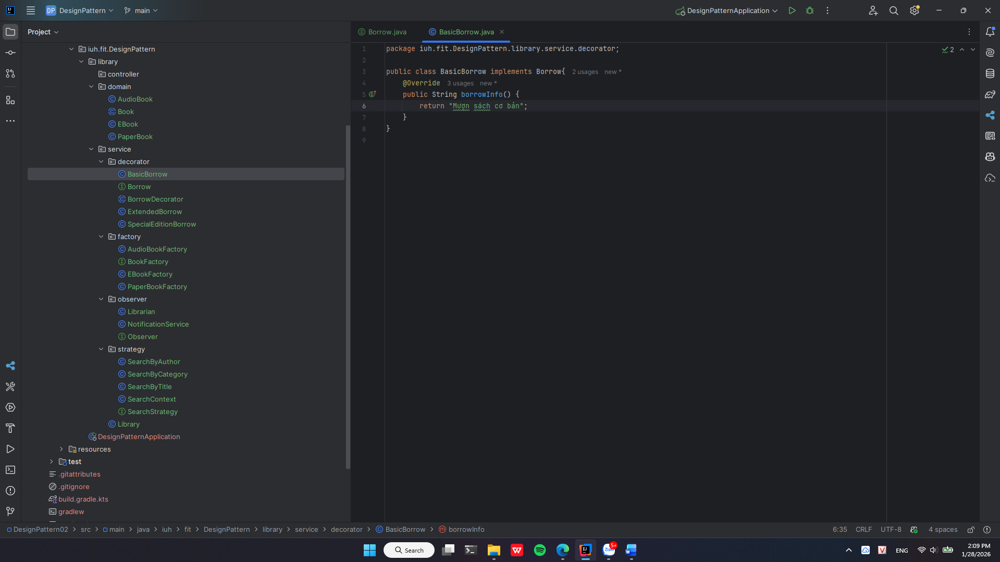 DP DesignPattern main DesignPatternApplication
Project
Borrow.java BasicBorrow.java
iuh.fit.DesignPattern
library
controller
domain
AudioBook
Book
EBook
PaperBook
service
decorator
BasicBorrow
Borrow
BorrowDecorator
ExtendedBorrow
SpecialEditionBorrow
factory
AudioBookFactory
BookFactory
EBookFactory
PaperBookFactory
observer
Librarian
NotificationService
Observer
strategy
SearchByAuthor
SearchByCategory
SearchByTitle
SearchContext
SearchStrategy
Library
DesignPatternApplication
resources
test
.gitattributes
.gitignore
build.gradle.kts
gradlew
1 package iuh.fit.DesignPattern.library.service.decorator;
2
3 public class BasicBorrow implements Borrow{ 2 usages new *
4 @Override 3 usages new *
5 public String borrowInfo() {
6 return "Mượn sách cơ bản";
7 }
8 }
9
2
DesignPattern02 > src > main > java > iuh > fit > DesignPattern > library > service > decorator > BasicBorrow > borrowInfo
6:35 CRLF UTF-8 4 spaces
Search
Zalo 5+
ENG
2:09 PM
1/28/2026